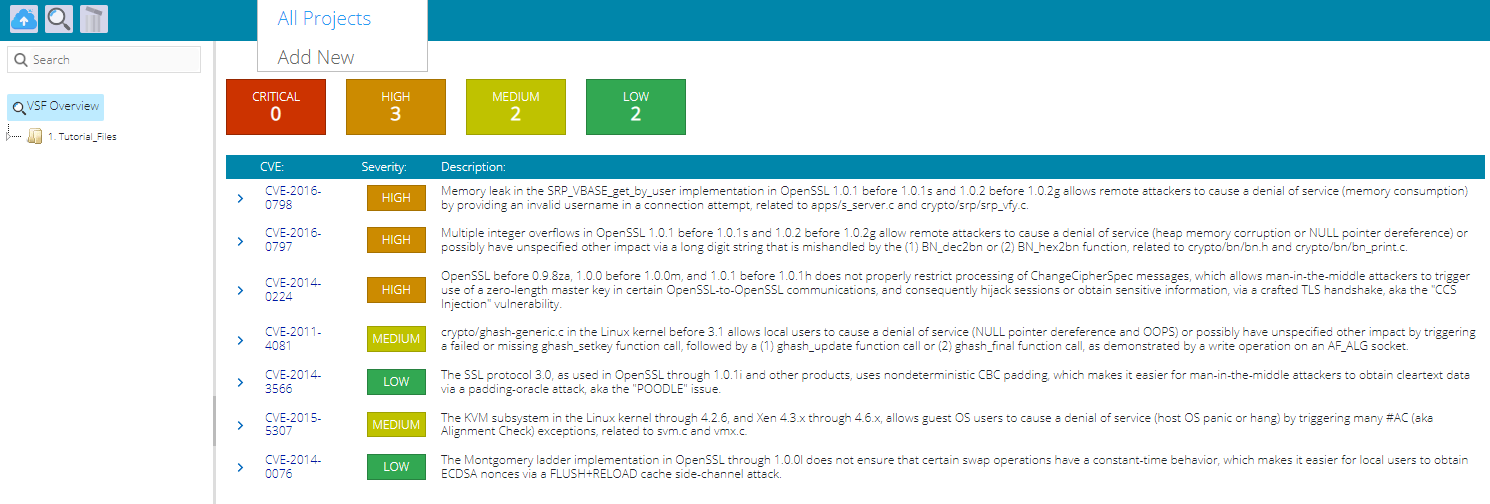 All Projects
Add New
Search
VSF Overview
1. Tutorial_Files
CRITICAL HIGH MEDIUM LOW
0 3 2 2
CVE: Severity: Description:
CVE-2016-
0798
HIGH
Memory leak in the SRP_VBASE_get_by_user implementation in OpenSSL 1.0.1 before 1.0.1s and 1.0.2 before 1.0.2g allows remote attackers to cause a denial of service (memory consumption)
by providing an invalid username in a connection attempt, related to apps/s_server.c and crypto/srp/srp_vfy.c.
CVE-2016-
0797
HIGH
Multiple integer overflows in OpenSSL 1.0.1 before 1.0.1s and 1.0.2 before 1.0.2g allow remote attackers to cause a denial of service (heap memory corruption or NULL pointer dereference) or
possibly have unspecified other impact via a long digit string that is mishandled by the (1) BN_dec2bn or (2) BN_hex2bn function, related to crypto/bn/bn.h and crypto/bn/bn_print.c.
CVE-2014-
0224
HIGH
OpenSSL before 0.9.8za, 1.0.0 before 1.0.0m, and 1.0.1 before 1.0.1h does not properly restrict processing of ChangeCipherSpec messages, which allows man-in-the-middle attackers to trigger
use of a zero-length master key in certain OpenSSL-to-OpenSSL communications, and consequently hijack sessions or obtain sensitive information, via a crafted TLS handshake, aka the "CCS
Injection" vulnerability.
CVE-2011-
4081
MEDIUM
crypto/ghash-generic.c in the Linux kernel before 3.1 allows local users to cause a denial of service (NULL pointer dereference and OOPS) or possibly have unspecified other impact by triggering
a failed or missing ghash_setkey function call, followed by a (1) ghash_update function call or (2) ghash_final function call, as demonstrated by a write operation on an AF_ALG socket.
CVE-2014-
3566
LOW
The SSL protocol 3.0, as used in OpenSSL through 1.0.1i and other products, uses nondeterministic CBC padding, which makes it easier for man-in-the-middle attackers to obtain cleartext data
via a padding-oracle attack, aka the "POODLE" issue.
CVE-2015-
5307
MEDIUM
The KVM subsystem in the Linux kernel through 4.2.6, and Xen 4.3.x through 4.6.x, allows guest OS users to cause a denial of service (host OS panic or hang) by triggering many #AC (aka
Alignment Check) exceptions, related to svm.c and vmx.c.
CVE-2014-
0076
LOW
The Montgomery ladder implementation in OpenSSL through 1.0.0l does not ensure that certain swap operations have a constant-time behavior, which makes it easier for local users to obtain
ECDSA nonces via a FLUSH+RELOAD cache side-channel attack.